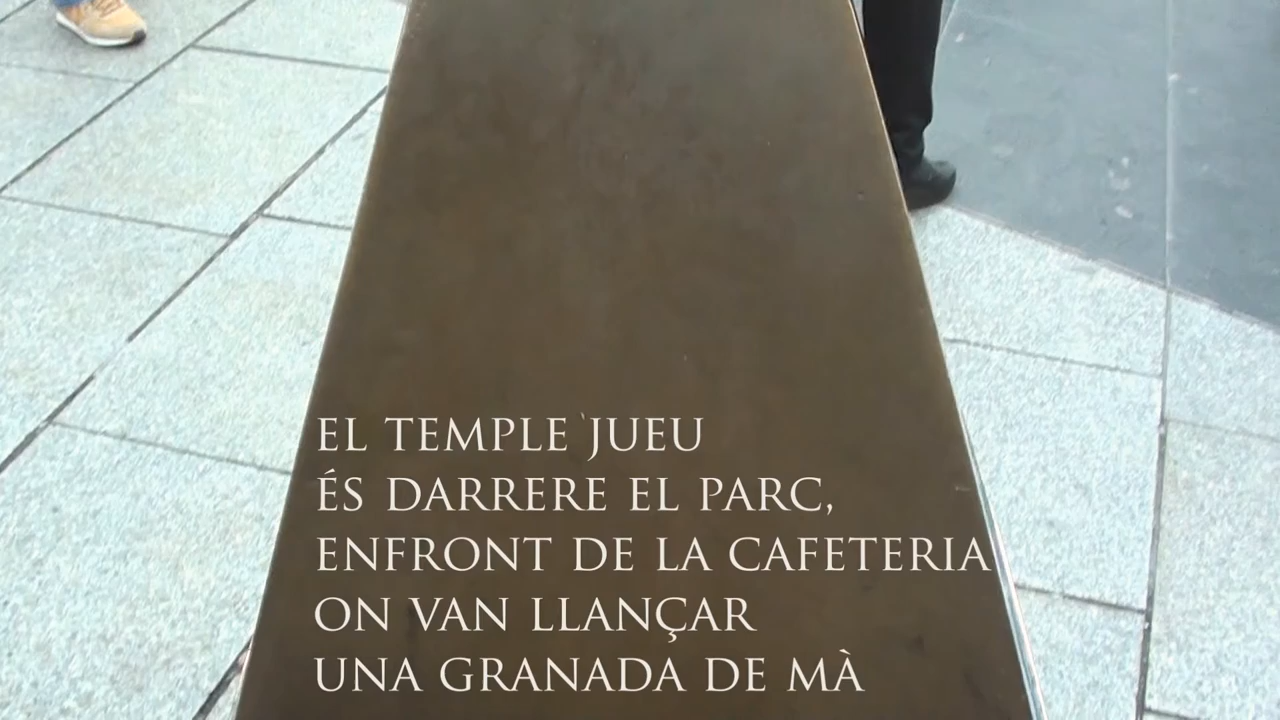 EL TEMPLE JUEU
ÉS DARRERE EL PARC,
ENFRONT DE LA CAFETERIA
ON VAN LLANÇAR
UNA GRANADA DE MÀ